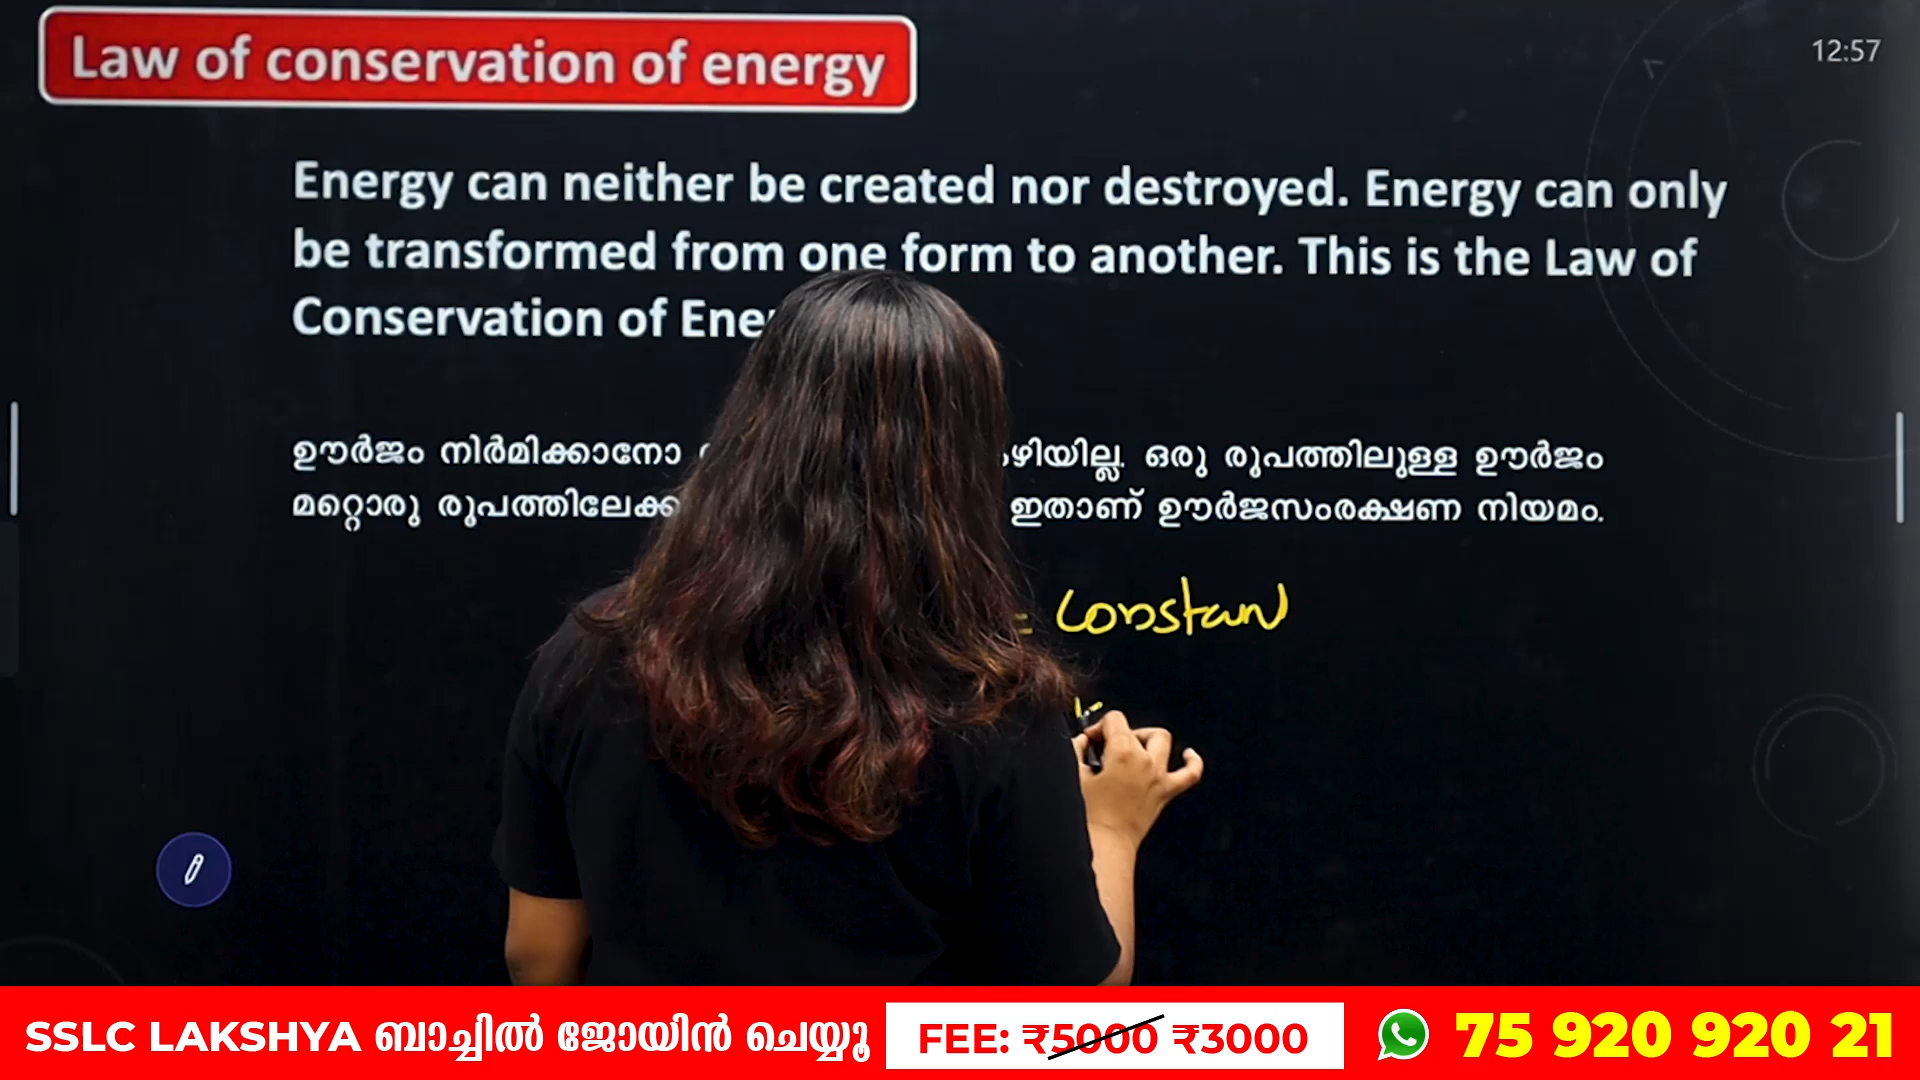 Law of conservation of energy
12:57
Energy can neither be created nor destroyed. Energy can only
be transformed from one form to another. This is the Law of
Conservation of
ഊർജം നിർമിക്കാനോ ഒരു രൂപത്തിലുള്ള ഊർജം
മറ്റൊരു ഇതാണ് ഊർജസംരക്ഷണ നിയമം.
= constan
SSLC LAKSHYA ബാച്ചിൽ ജോയിൻ ചെയ്യൂ FEE: ₹5000 ₹3000 75 920 920 21